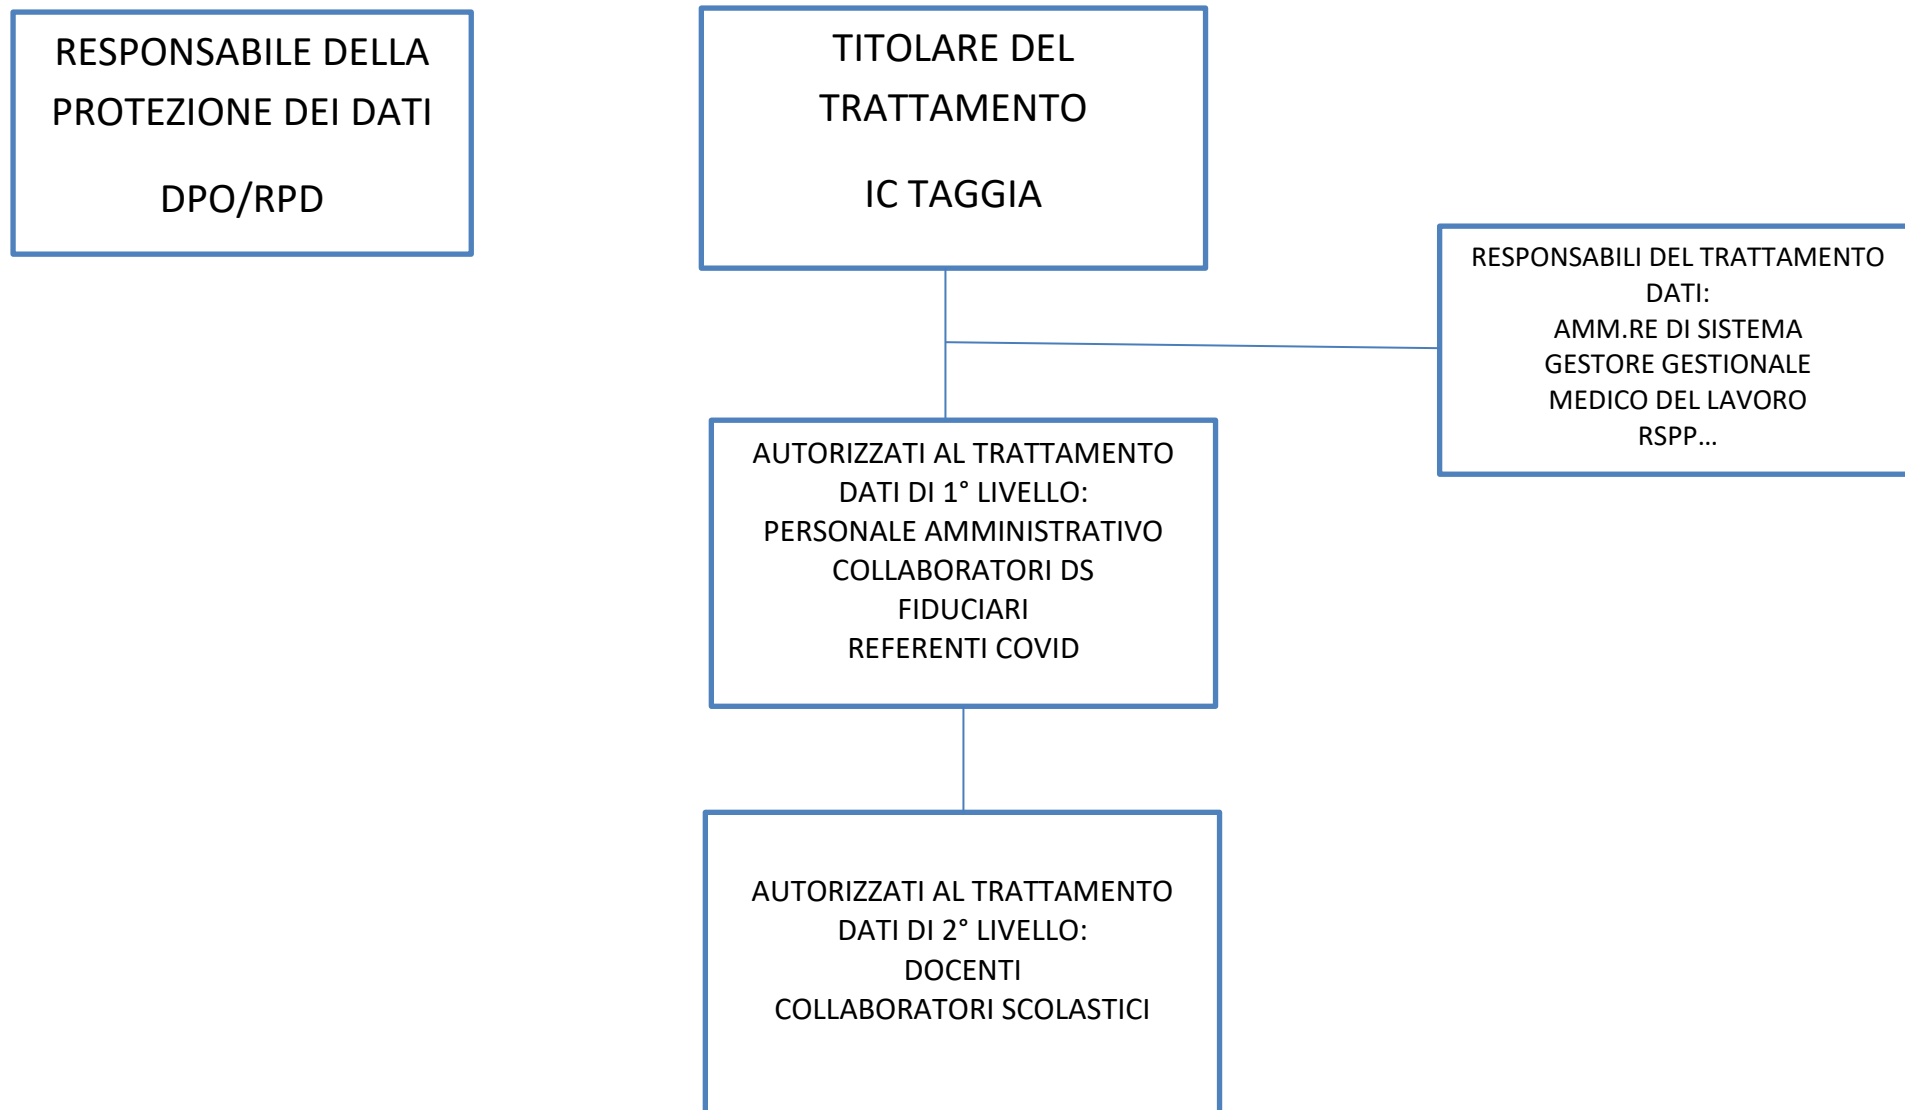 RESPONSABILE DELLA
PROTEZIONE DEI DATI
DPO/RPD
TITOLARE DEL
TRATTAMENTO
IC TAGGIA
RESPONSABILI DEL TRATTAMENTO
DATI:
AMM.RE DI SISTEMA
GESTORE GESTIONALE
MEDICO DEL LAVORO
RSPP...
AUTORIZZATI AL TRATTAMENTO
DATI DI 1° LIVELLO:
PERSONALE AMMINISTRATIVO
COLLABORATORI DS
FIDUCIARI
REFERENTI COVID
AUTORIZZATI AL TRATTAMENTO
DATI DI 2° LIVELLO:
DOCENTI
COLLABORATORI SCOLASTICI